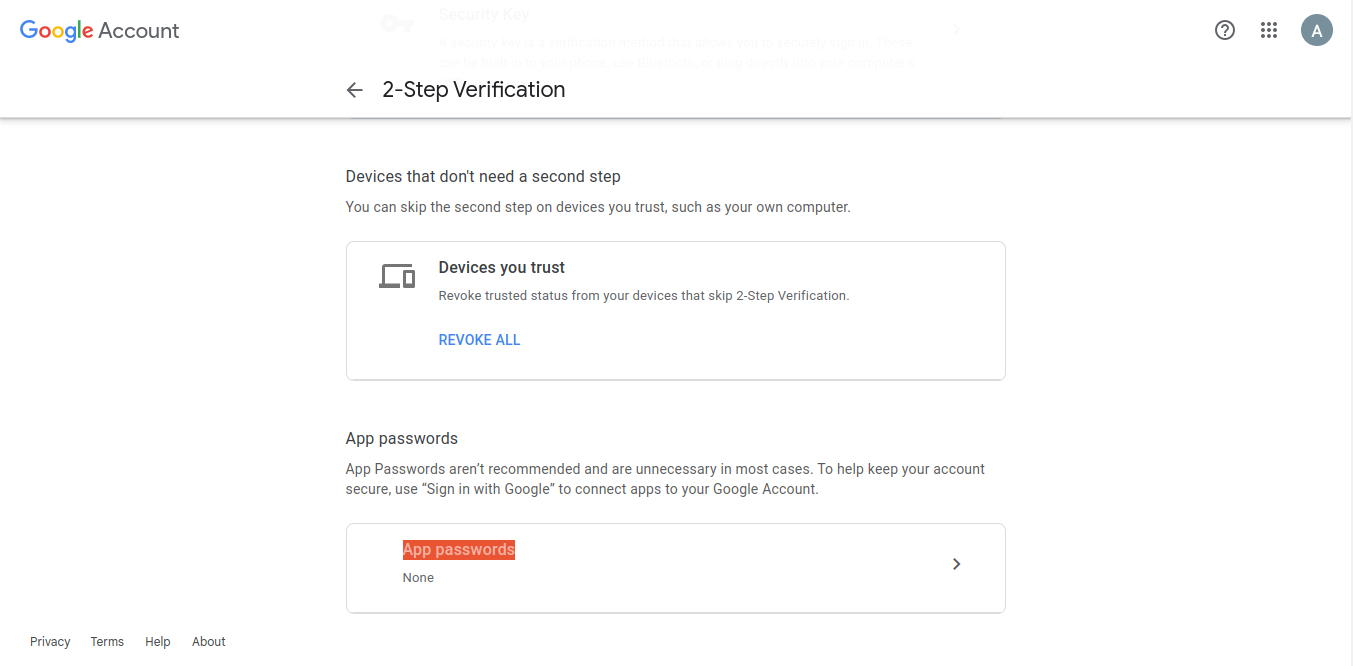 Security Key
Google Account
A security key is a verification method that allows you to securely sign in. These
can be built in to your phone, use Bluetooth, or plug directly into your computer's
A
2-Step Verification
Devices that don't need a second step
You can skip the second step on devices you trust, such as your own computer.
Devices you trust
Revoke trusted status from your devices that skip 2-Step Verification.
REVOKE ALL
App passwords
App Passwords aren’t recommended and are unnecessary in most cases. To help keep your account
secure, use “Sign in with Google” to connect apps to your Google Account.
App passwords
None
Privacy Terms Help About